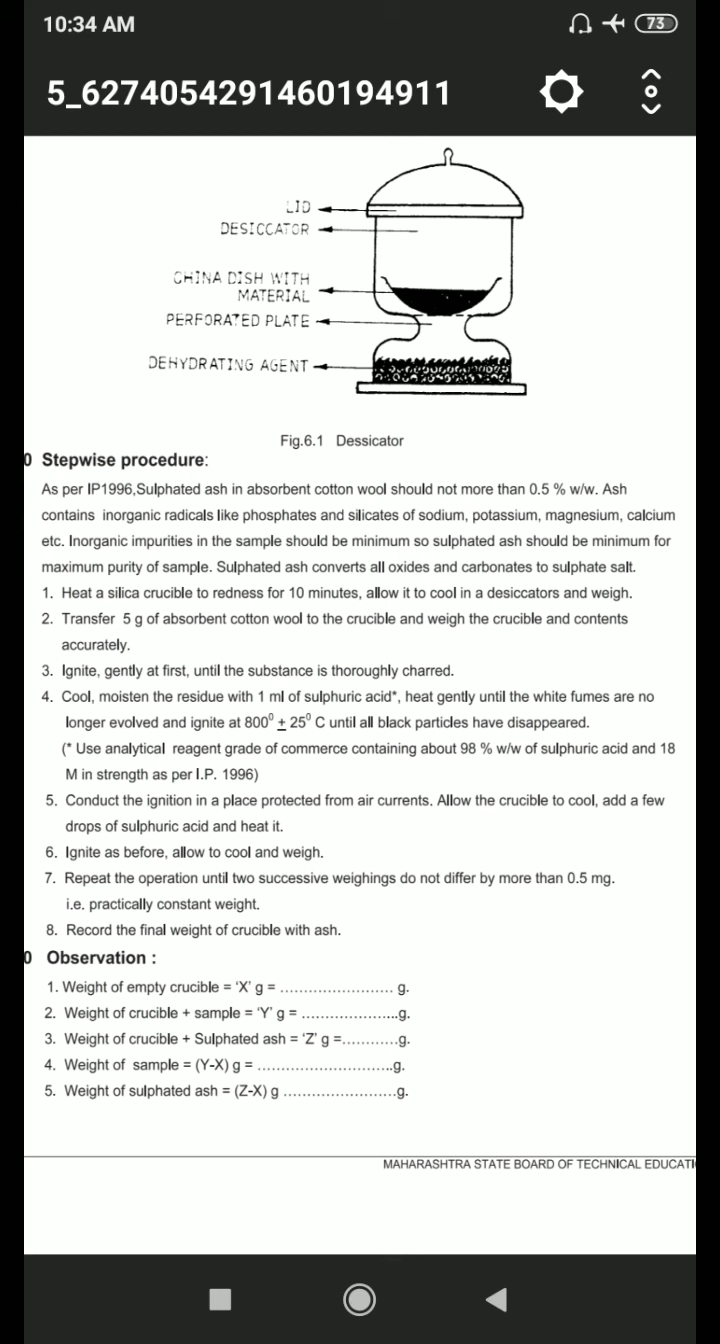 10:34 AM
73
5_6274054291460194911
LID
DESICCATOR
CHINA DISH WITH
MATERIAL
PERFORATED PLATE
DEHYDRATING AGENT
Fig.6.1 Dessicator
0 Stepwise procedure:
As per IP1996,Sulphated ash in absorbent cotton wool should not more than 0.5 % w/w. Ash
contains inorganic radicals like phosphates and silicates of sodium, potassium, magnesium, calcium
etc. Inorganic impurities in the sample should be minimum so sulphated ash should be minimum for
maximum purity of sample. Sulphated ash converts all oxides and carbonates to sulphate salt.
1. Heat a silica crucible to redness for 10 minutes, allow it to cool in a desiccators and weigh.
2. Transfer 5 g of absorbent cotton wool to the crucible and weigh the crucible and contents
accurately.
3. Ignite, gently at first, until the substance is thoroughly charred.
4. Cool, moisten the residue with 1 ml of sulphuric acid*, heat gently until the white fumes are no
longer evolved and ignite at 800⁰ ± 25⁰ C until all black particles have disappeared.
(* Use analytical reagent grade of commerce containing about 98 % w/w of sulphuric acid and 18
M in strength as per I.P. 1996)
5. Conduct the ignition in a place protected from air currents. Allow the crucible to cool, add a few
drops of sulphuric acid and heat it.
6. Ignite as before, allow to cool and weigh.
7. Repeat the operation until two successive weighings do not differ by more than 0.5 mg.
i.e. practically constant weight.
8. Record the final weight of crucible with ash.
0 Observation :
1. Weight of empty crucible = 'X' g = ........................ g.
2. Weight of crucible + sample = 'Y' g = .....................g.
3. Weight of crucible + Sulphated ash = 'Z' g =............g.
4. Weight of sample = (Y-X) g = .............................g.
5. Weight of sulphated ash = (Z-X) g ........................g.
MAHARASHTRA STATE BOARD OF TECHNICAL EDUCATI